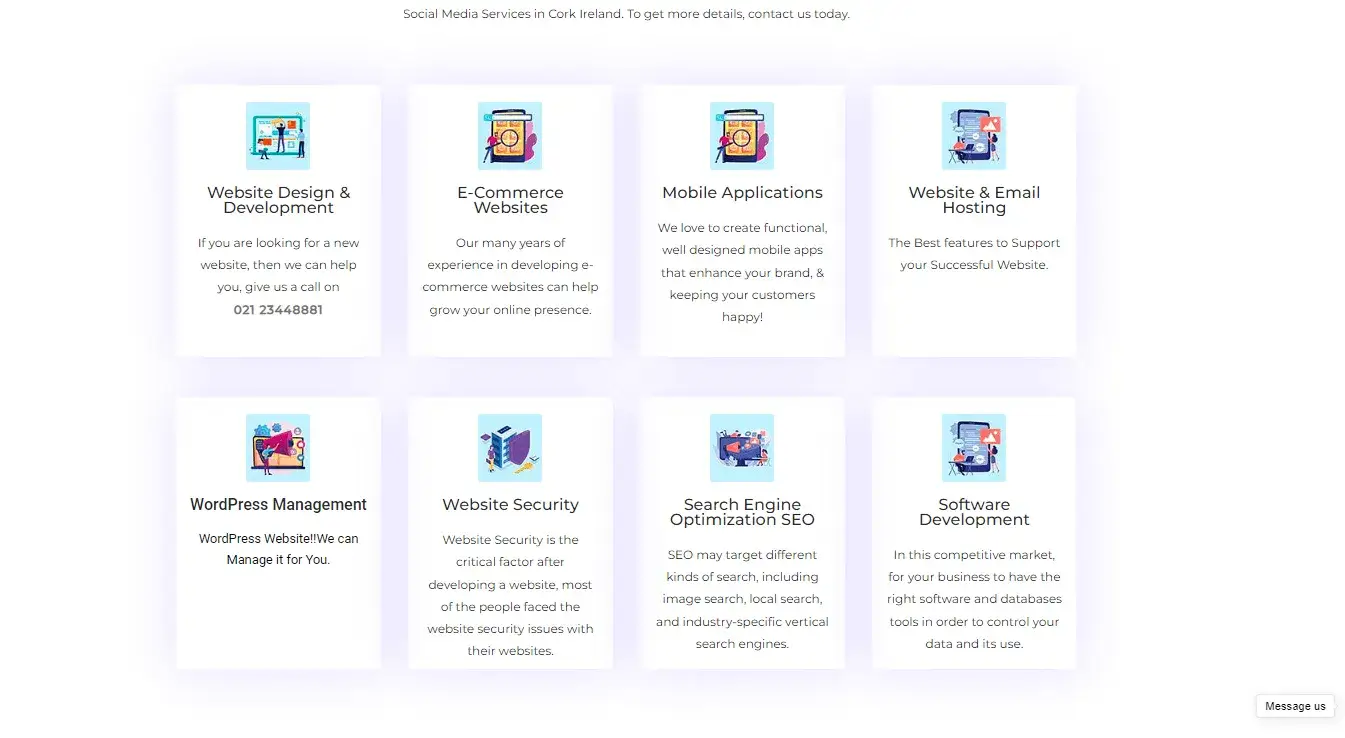 Social Media Services in Cork Ireland. To get more details, contact us today.
Website Design &
Development
If you are looking for a new
website, then we can help
you, give us a call on
021 23448881
E-Commerce
Websites
Our many years of
experience in developing e-
commerce websites can help
grow your online presence.
Mobile Applications
We love to create functional,
well designed mobile apps
that enhance your brand, &
keeping your customers
happy!
Website & Email
Hosting
The Best features to Support
your Successful Website.
WordPress Management
WordPress Website!!We can
Manage it for You.
Website Security
Website Security is the
critical factor after
developing a website, most
of the people faced the
website security issues with
their websites.
Search Engine
Optimization SEO
SEO may target different
kinds of search, including
image search, local search,
and industry-specific vertical
search engines.
Software
Development
In this competitive market,
for your business to have the
right software and databases
tools in order to control your
data and its use.
Message us